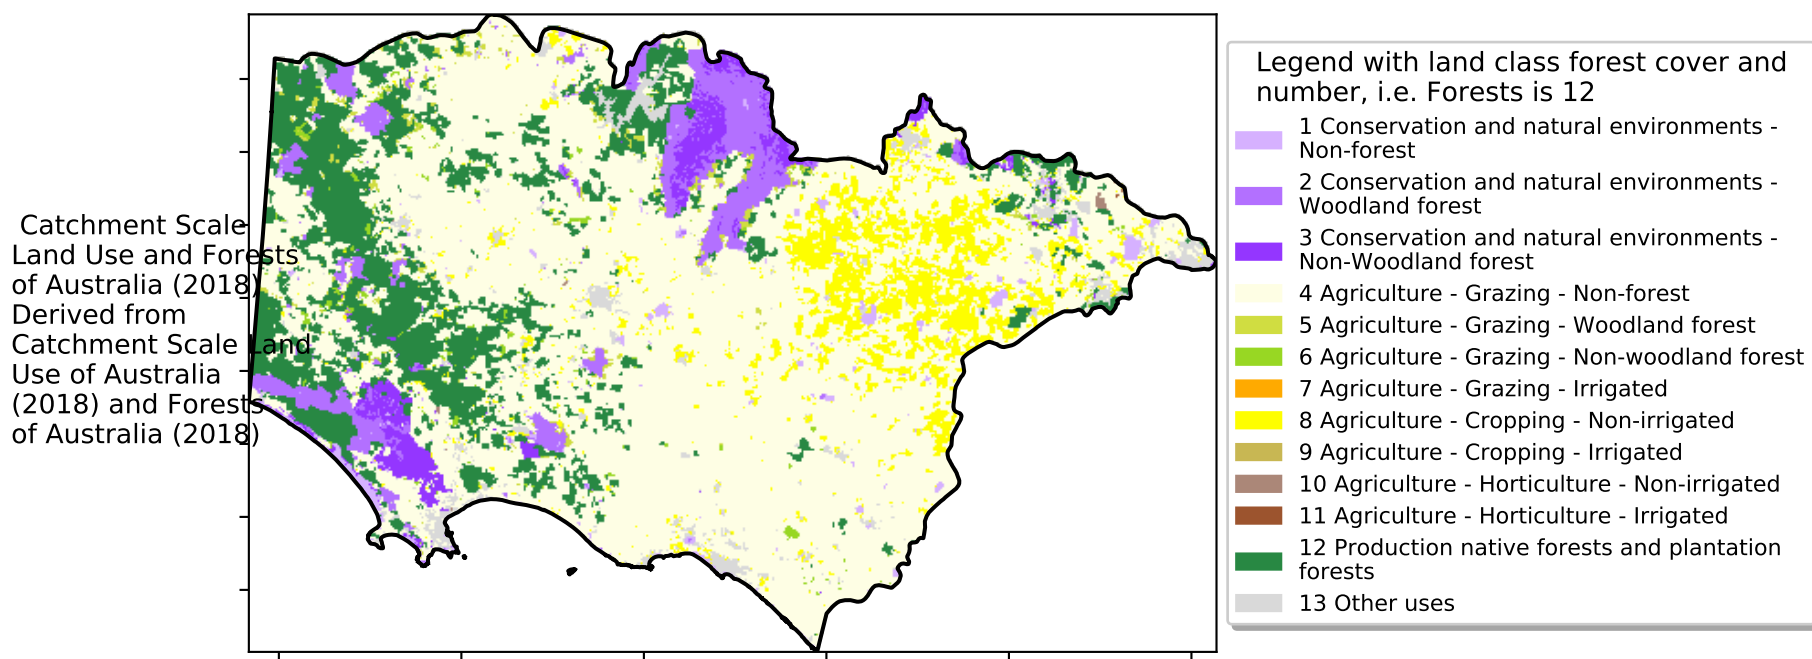 Catchment Scale
Land Use and Forests
of Australia (2018)
Derived from
Catchment Scale Land
Use of Australia
(2018) and Forests
of Australia (2018)
Legend with land class forest cover and
number, i.e. Forests is 12
1 Conservation and natural environments -
Non-forest
2 Conservation and natural environments -
Woodland forest
3 Conservation and natural environments -
Non-Woodland forest
4 Agriculture - Grazing - Non-forest
5 Agriculture - Grazing - Woodland forest
6 Agriculture - Grazing - Non-woodland forest
7 Agriculture - Grazing - Irrigated
8 Agriculture - Cropping - Non-irrigated
9 Agriculture - Cropping - Irrigated
10 Agriculture - Horticulture - Non-irrigated
11 Agriculture - Horticulture - Irrigated
12 Production native forests and plantation
forests
13 Other uses